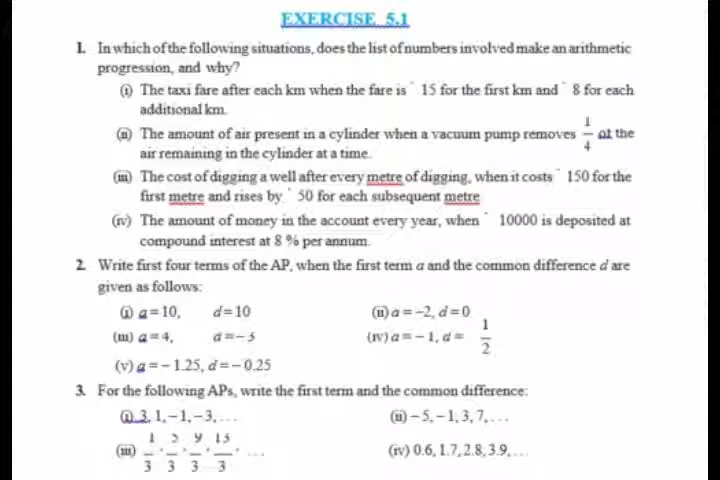 EXERCISE 5.1
1. In which of the following situations, does the list of numbers involved make an arithmetic
progression, and why?
(i) The taxi fare after each km when the fare is ` 15 for the first km and ` 8 for each
additional km.
(ii) The amount of air present in a cylinder when a vacuum pump removes 1/4 of the
air remaining in the cylinder at a time.
(iii) The cost of digging a well after every metre of digging, when it costs ` 150 for the
first metre and rises by ` 50 for each subsequent metre
(iv) The amount of money in the account every year, when ` 10000 is deposited at
compound interest at 8 % per annum.
2. Write first four terms of the AP, when the first term a and the common difference d are
given as follows:
(i) a = 10, d = 10 (ii) a = -2, d = 0
(iii) a = 4, d = -3 (iv) a = -1, d = 1/2
(v) a = -1.25, d = -0.25
3. For the following APs, write the first term and the common difference:
(i) 3, 1, -1, -3, . . . (ii) -5, -1, 3, 7, . . .
(iii) 1/3, 5/3, 9/3, 13/3, . . . (iv) 0.6, 1.7, 2.8, 3.9, . . .